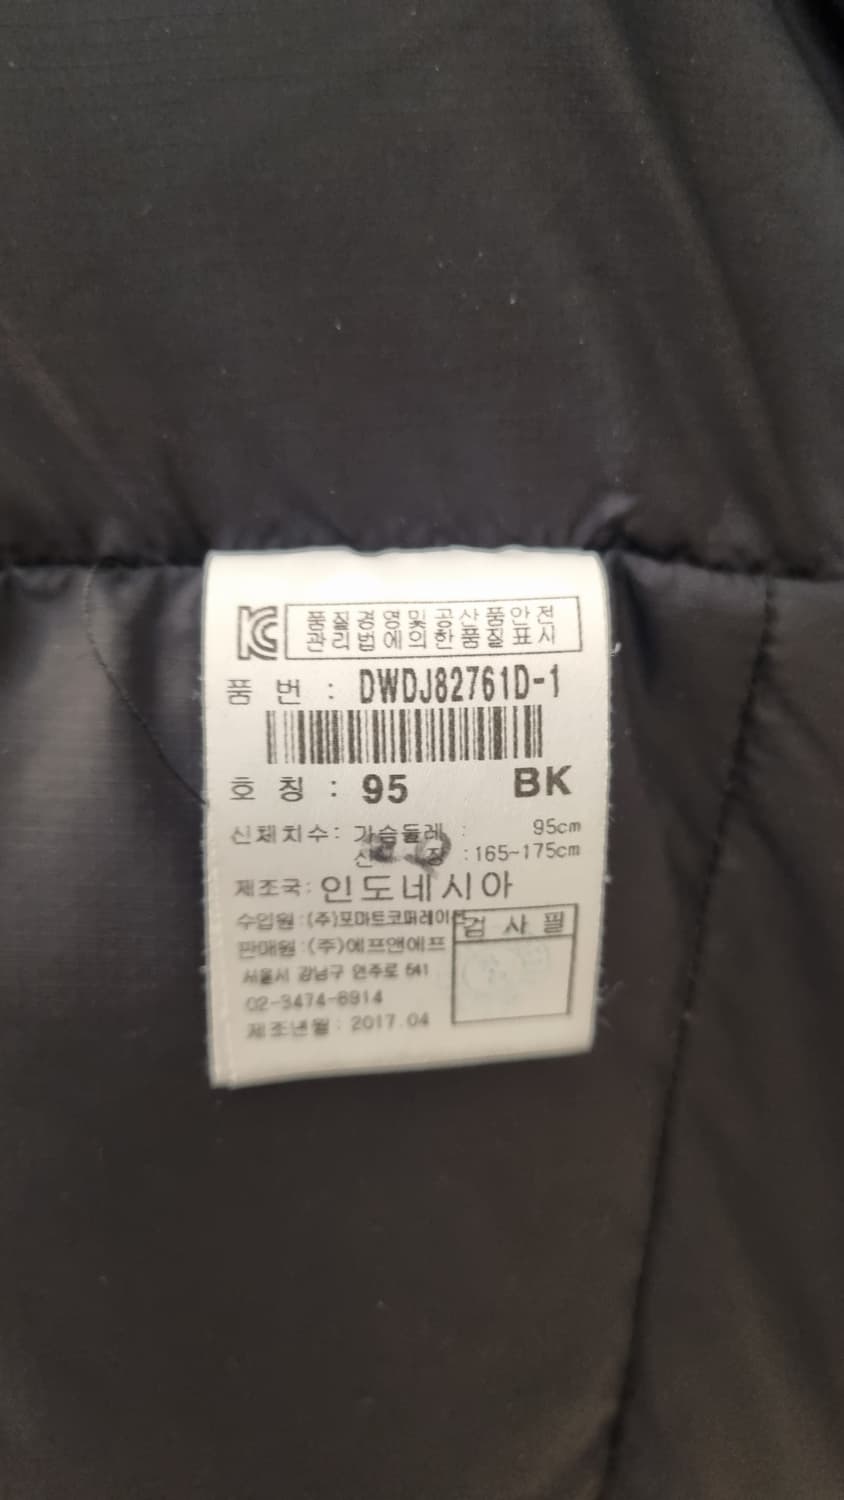 KC 품질경영및공산품안전
관리법에의한품질표시
품 번 : DWDJ82761D-1
호 칭 : 95 BK
신체치수: 가슴둘레 : 95cm
신 장 :165~175cm
제조국: 인도네시아
수입원 :(주)포마트코퍼레이션
검 사 필
판매원 :(주)에프앤에프
서울시 강남구 언주로 541
02-3474-6914
제조년월 : 2017.04